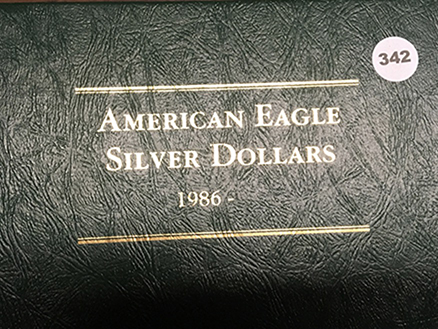 342
AMERICAN EAGLE
SILVER DOLLARS
1986 -